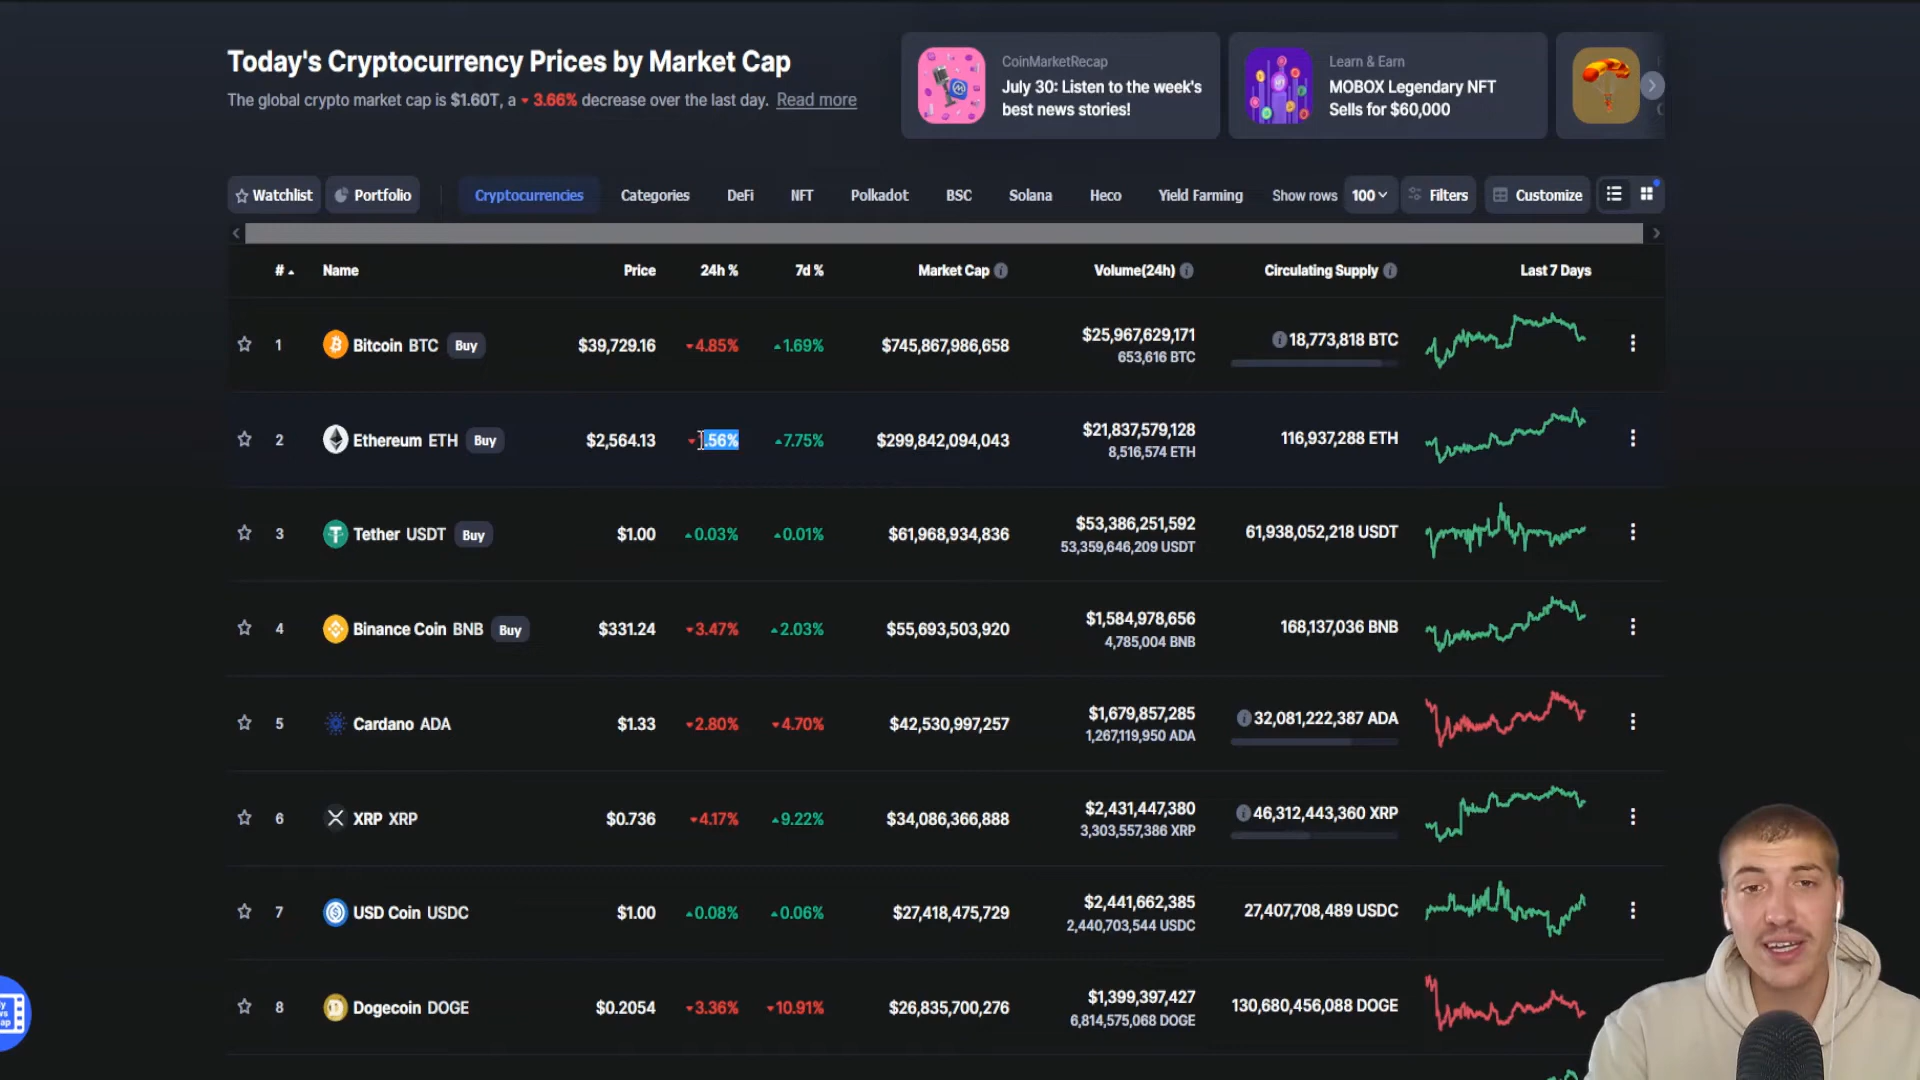 Today's Cryptocurrency Prices by Market Cap
The global crypto market cap is $1.60T, a 3.66% decrease over the last day. Read more
CoinMarketRecap
July 30: Listen to the week's
best news stories!
Learn & Earn
MOBOX Legendary NFT
Sells for $60,000
Watchlist Portfolio Cryptocurrencies Categories DeFi NFT Polkadot BSC Solana Heco Yield Farming Show rows 100 Filters Customize
# Name Price 24h % 7d % Market Cap Volume(24h) Circulating Supply Last 7 Days
1 Bitcoin BTC Buy $39,729.16 4.85% 1.69% $745,867,986,658 $25,967,629,171 18,773,818 BTC
653,616 BTC
2 Ethereum ETH Buy $2,564.13 .56% 7.75% $299,842,094,043 $21,837,579,128 116,937,288 ETH
8,516,574 ETH
3 Tether USDT Buy $1.00 0.03% 0.01% $61,968,934,836 $53,386,251,592 61,938,052,218 USDT
53,359,646,209 USDT
4 Binance Coin BNB Buy $331.24 3.47% 2.03% $55,693,503,920 $1,584,978,656 168,137,036 BNB
4,785,004 BNB
5 Cardano ADA $1.33 2.80% 4.70% $42,530,997,257 $1,679,857,285 32,081,222,387 ADA
1,267,119,950 ADA
6 XRP XRP $0.736 4.17% 9.22% $34,086,366,888 $2,431,447,380 46,312,443,360 XRP
3,303,557,386 XRP
7 USD Coin USDC $1.00 0.08% 0.06% $27,418,475,729 $2,441,662,385 27,407,708,489 USDC
2,440,703,544 USDC
8 Dogecoin DOGE $0.2054 3.36% 10.91% $26,835,700,276 $1,399,397,427 130,680,456,088 DOGE
6,814,575,068 DOGE